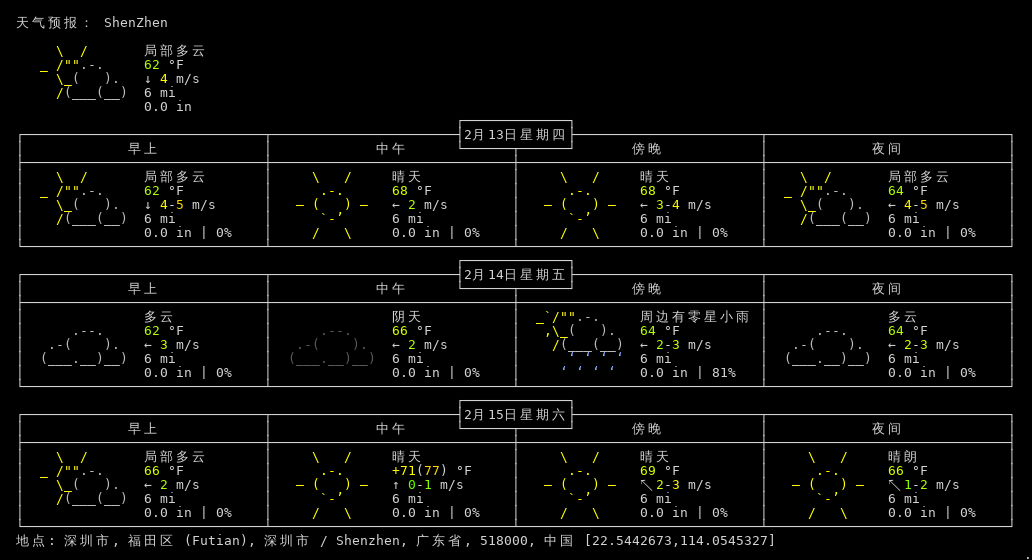 天气预报： ShenZhen
局部多云
62 °F
↓ 4 m/s
6 mi
0.0 in
2月13日星期四
早上 中午 傍晚 夜间
局部多云 晴天 晴天 局部多云
62 °F 68 °F 68 °F 64 °F
↓ 4-5 m/s ← 2 m/s ← 3-4 m/s ← 4-5 m/s
6 mi 6 mi 6 mi 6 mi
0.0 in | 0% 0.0 in | 0% 0.0 in | 0% 0.0 in | 0%
2月14日星期五
早上 中午 傍晚 夜间
多云 阴天 周边有零星小雨 多云
62 °F 66 °F 64 °F 64 °F
← 3 m/s ← 2 m/s ← 2-3 m/s ← 2-3 m/s
6 mi 6 mi 6 mi 6 mi
0.0 in | 0% 0.0 in | 0% 0.0 in | 81% 0.0 in | 0%
2月15日星期六
早上 中午 傍晚 夜间
局部多云 晴天 晴天 晴朗
66 °F +71(77) °F 69 °F 66 °F
← 2 m/s ↑ 0-1 m/s ↖ 2-3 m/s ↖ 1-2 m/s
6 mi 6 mi 6 mi 6 mi
0.0 in | 0% 0.0 in | 0% 0.0 in | 0% 0.0 in | 0%
地点: 深圳市, 福田区 (Futian), 深圳市 / Shenzhen, 广东省, 518000, 中国 [22.5442673,114.0545327]